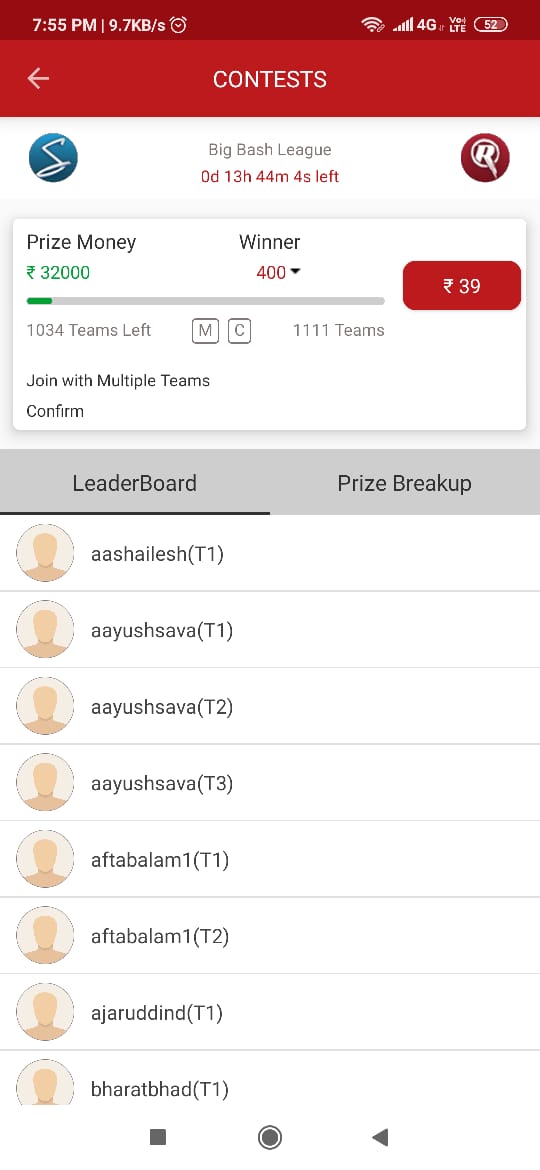 7:55 PM | 9.7KB/s 4G Vo) LTE 52
CONTESTS
Big Bash League
0d 13h 44m 4s left
Prize Money Winner
₹ 32000 400 ₹ 39
1034 Teams Left M C 1111 Teams
Join with Multiple Teams
Confirm
LeaderBoard Prize Breakup
aashailesh(T1)
aayushsava(T1)
aayushsava(T2)
aayushsava(T3)
aftabalam1(T1)
aftabalam1(T2)
ajaruddind(T1)
bharatbhad(T1)